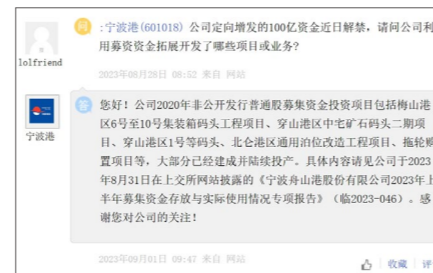 问 :宁波港(601018) 公司定向增发的100亿资金近日解禁，请问公司利
用募资资金拓展开发了哪些项目或业务?
lolfriend
2023年08月28日 08:52 来自 网站
答 您好！公司2020年非公开发行普通股募集资金投资项目包括梅山港
区6号至10号集装箱码头工程项目、穿山港区中宅矿石码头二期项
目、穿山港区1号等码头、北仑港区通用泊位改造工程项目、拖轮购
置项目等，大部分已经建成并陆续投产。具体内容请见公司于2023
年8月31日在上交所网站披露的《宁波舟山港股份有限公司2023年上
半年募集资金存放与实际使用情况专项报告》（临2023-046）。感
谢您对公司的关注！
宁波港
2023年09月01日 09:47 来自 网站
收藏 评